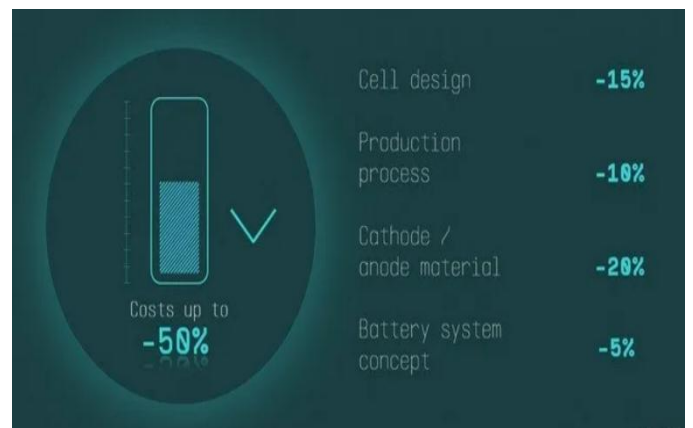 Costs up to
-50%
Cell design
-15%
Production
process
-10%
Cathode /
anode material
-20%
Battery system
concept
-5%